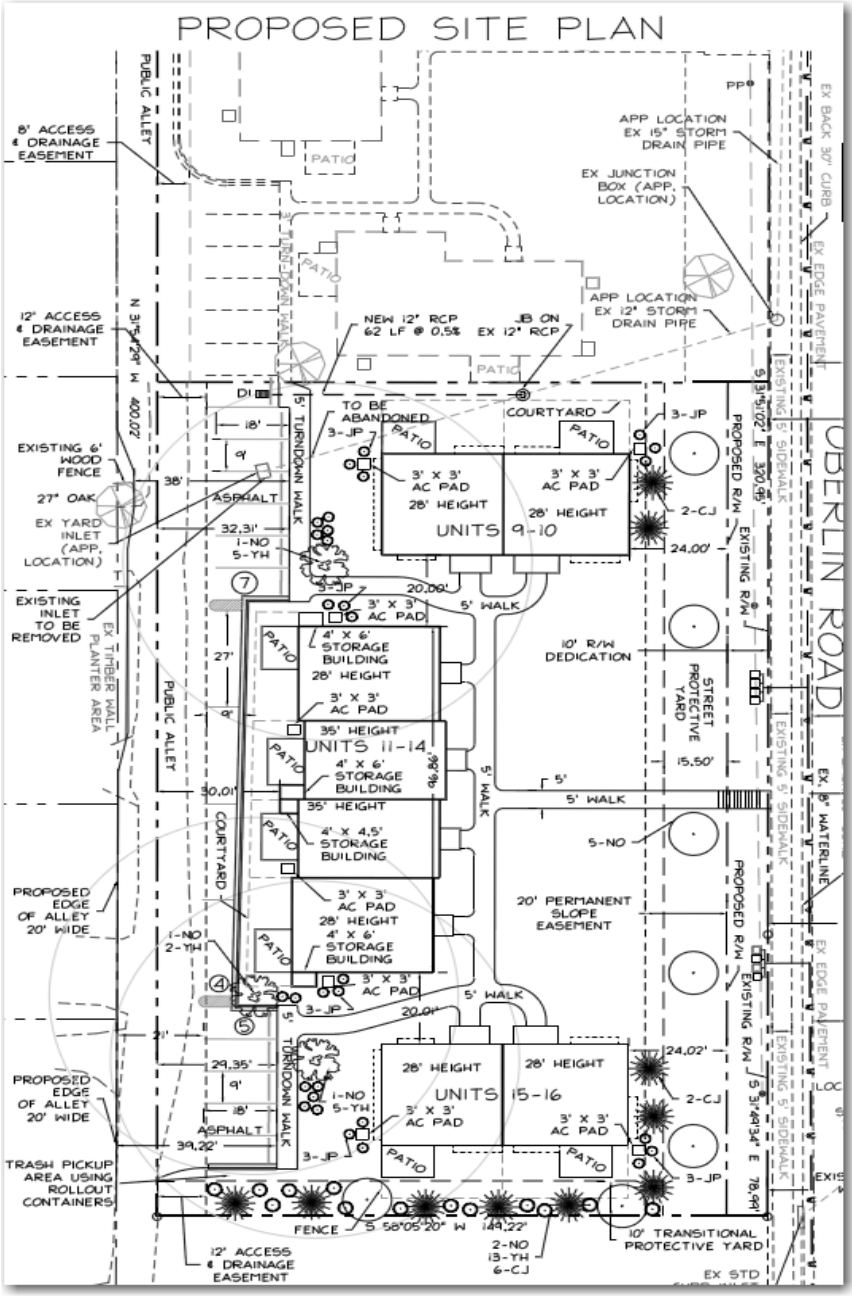 PROPOSED SITE PLAN
PUBLIC ALLEY
8' ACCESS
& DRAINAGE
EASEMENT
PATIO
PP
APP LOCATION
EX 15" STORM
DRAIN PIPE
EX JUNCTION
BOX (APP.
LOCATION)
EX BACK 30" CURB
EX EDGE PAVEMENT
5' TURN-DOWN WALK
PATIO
12' ACCESS
& DRAINAGE
EASEMENT
N 31°54'29" W 400.02'
NEW 12" RCP
62 LF @ 0.5%
JB ON
EX 12" RCP
APP LOCATION
EX 12" STORM
DRAIN PIPE
PATIO
DI
TO BE
ABANDONED
COURTYARD
3-JP
3-JP
PATIO
PATIO
18'
9'
5' TURNDOWN WALK
EXISTING 6'
WOOD
FENCE
38'
27" OAK
ASPHALT
3' X 3'
AC PAD
3' X 3'
AC PAD
28' HEIGHT
28' HEIGHT
UNITS 9-10
2-CJ
24.00'
PROPOSED R/W
EXISTING R/W
EXISTING 5' SIDEWALK
OBERLIN ROAD
EX YARD
INLET
(APP.
LOCATION)
32.31'
1-NO
5-YH
7
EXISTING
INLET
TO BE
REMOVED
EX TIMBER WALL
PLANTER AREA
3-JP
20.00'
3' X 3'
AC PAD
5' WALK
4' X 6'
STORAGE
BUILDING
PATIO
28' HEIGHT
27'
9'
PUBLIC ALLEY
10' R/W
DEDICATION
STREET
PROTECTIVE
YARD
15.50'
3' X 3'
AC PAD
35' HEIGHT
UNITS 11-14
PATIO
4' X 6'
STORAGE
BUILDING
96.86'
30.01'
35' HEIGHT
5' WALK
5'
5' WALK
EXISTING 5' SIDEWALK
EX. 8" WATERLINE
COURTYARD
PATIO
4' X 4.5'
STORAGE
BUILDING
5-NO
PROPOSED
EDGE
OF ALLEY
20' WIDE
3' X 3'
AC PAD
28' HEIGHT
4' X 6'
STORAGE
BUILDING
PATIO
20' PERMANENT
SLOPE
EASEMENT
PROPOSED R/W
EXISTING R/W
EX EDGE PAVEMENT
1-NO
2-YH
4
5
3' X 3'
AC PAD
3-JP
5' WALK
20.01'
21'
5' TURNDOWN WALK
29.35'
9'
18'
ASPHALT
39.22'
28' HEIGHT
28' HEIGHT
UNITS 15-16
24.02'
2-CJ
S 31°49'34" E 78.99'
EXISTING 5' SIDEWALK
PROPOSED
EDGE
OF ALLEY
20' WIDE
1-NO
5-YH
3' X 3'
AC PAD
3' X 3'
AC PAD
3-JP
PATIO
PATIO
3-JP
TRASH PICKUP
AREA USING
ROLLOUT
CONTAINERS
FENCE
S 58°05'20" W 149.22'
12' ACCESS
& DRAINAGE
EASEMENT
2-NO
13-YH
6-CJ
10' TRANSITIONAL
PROTECTIVE YARD
EX STD